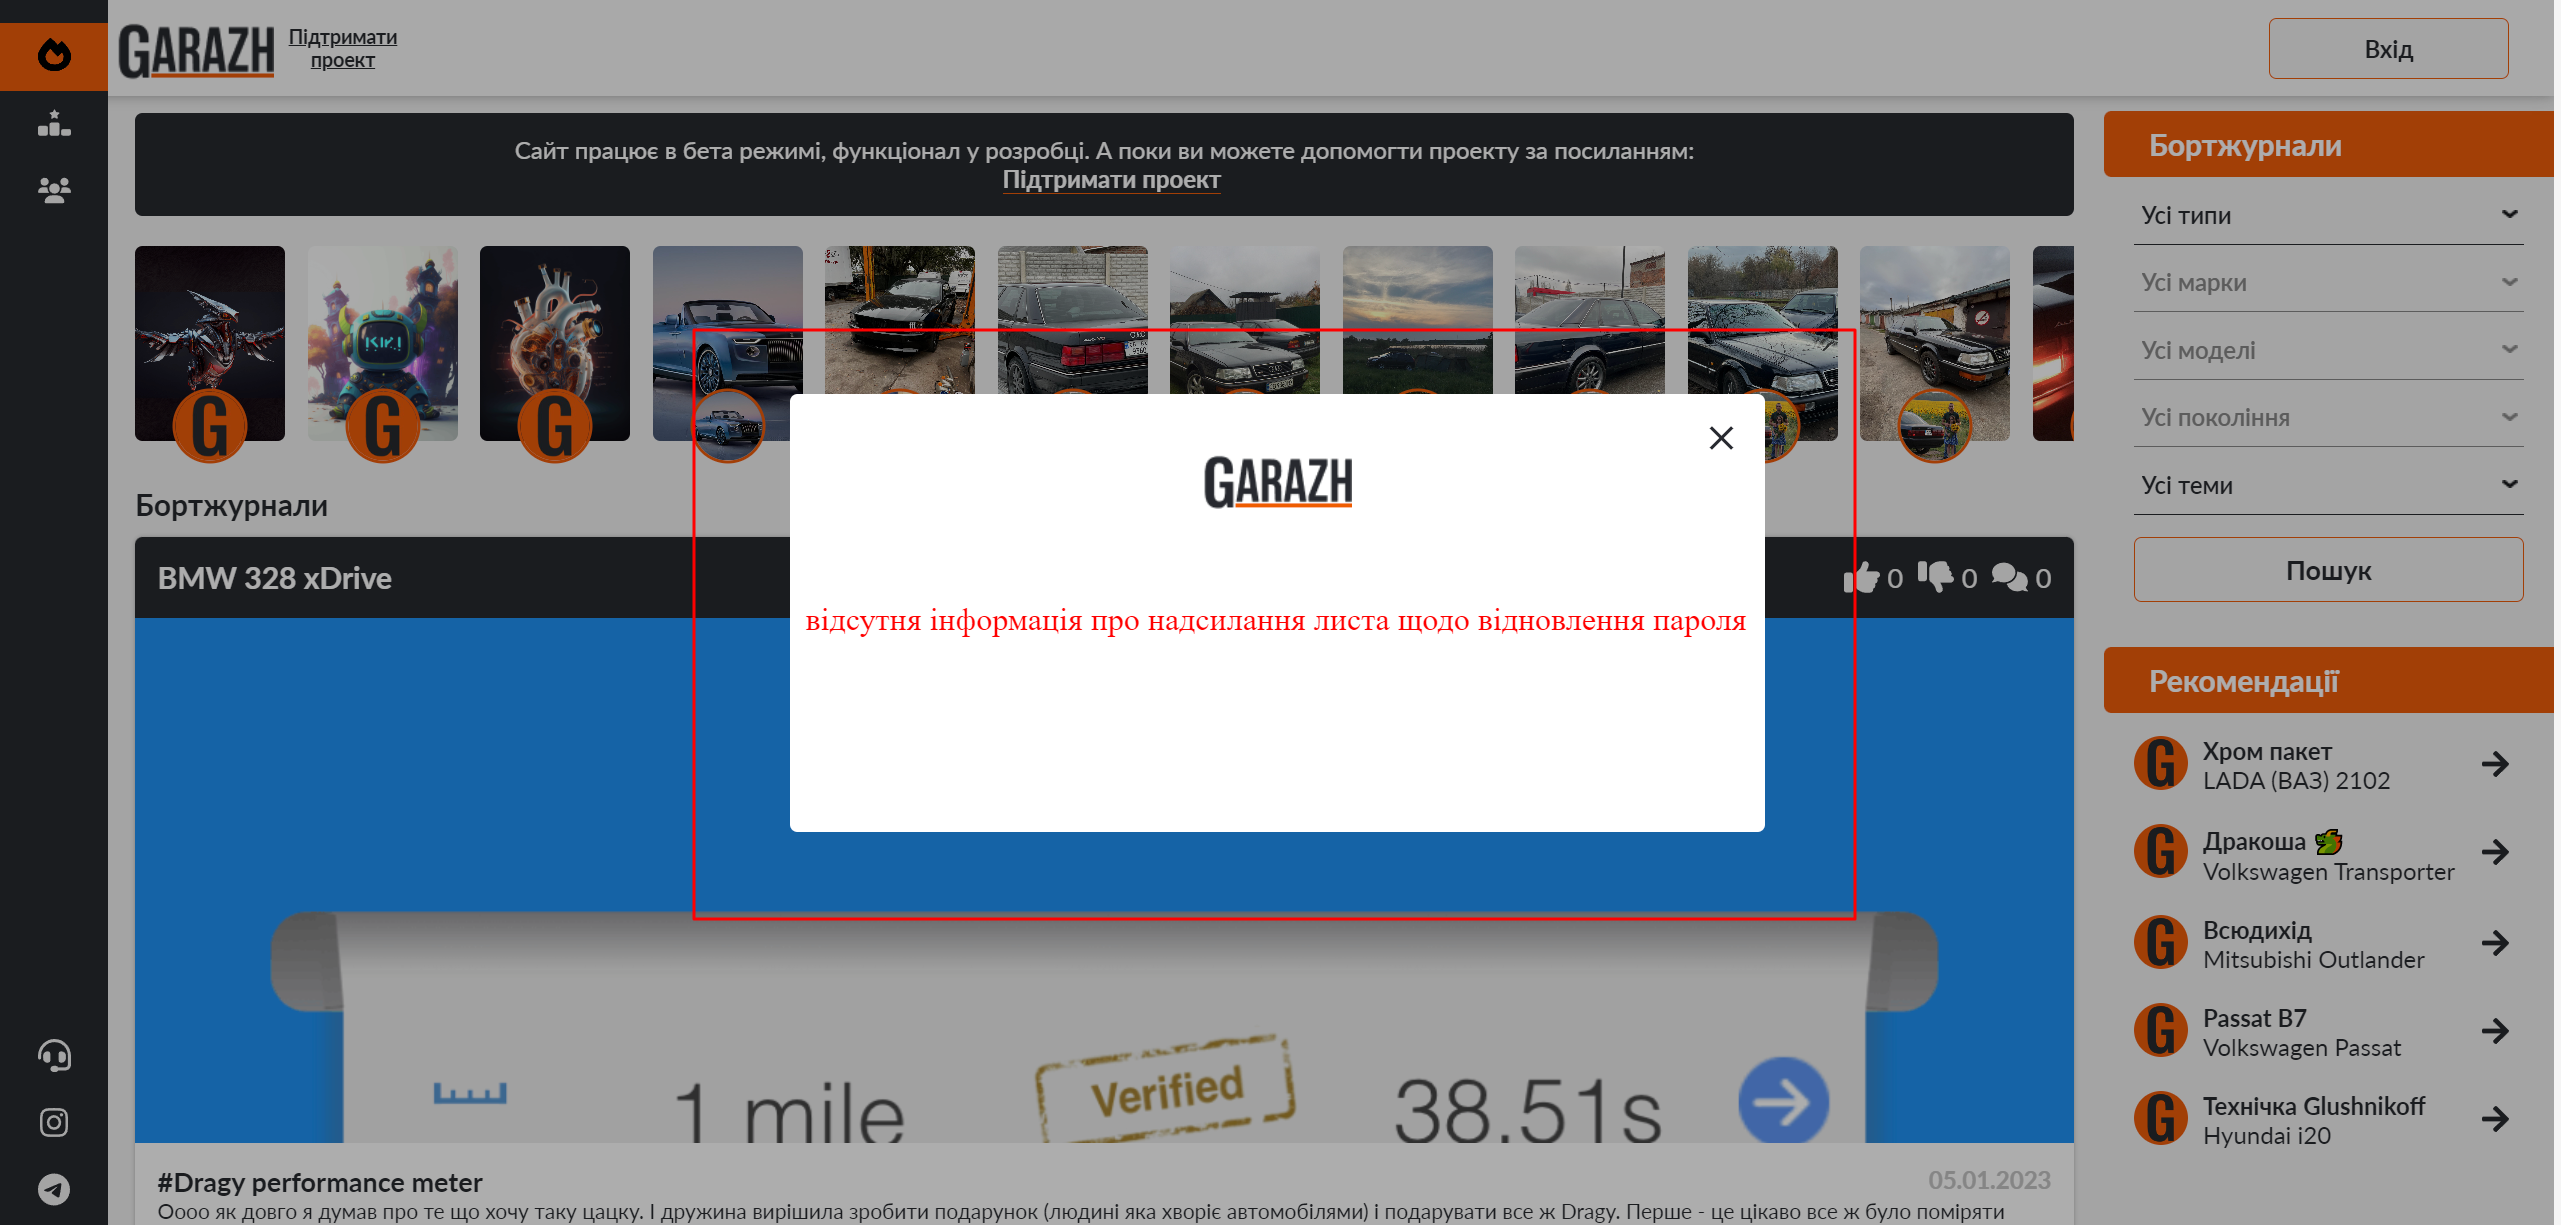 GARAZH
Підтримати
проект
Вхід
Сайт працює в бета режимі, функціонал у розробці. А поки ви можете допомогти проекту за посиланням:
Підтримати проект
G
G
G
Бортжурнали
BMW 328 xDrive
0
0
0
GARAZH
відсутня інформація про надсилання листа щодо відновлення пароля
1 mile
Verified
38.51s
#Dragy performance meter
05.01.2023
Оооо як довго я думав про те що хочу таку цацку. І дружина вирішила зробити подарунок (людині яка хворіє автомобілями) і подарувати все ж Dragy. Перше - це цікаво все ж було поміряти
Бортжурнали
Усі типи
Усі марки
Усі моделі
Усі покоління
Усі теми
Пошук
Рекомендації
G
Хром пакет
LADA (ВАЗ) 2102
G
Дракоша
Volkswagen Transporter
G
Всюдихід
Mitsubishi Outlander
G
Passat B7
Volkswagen Passat
G
Технічка Glushnikoff
Hyundai i20